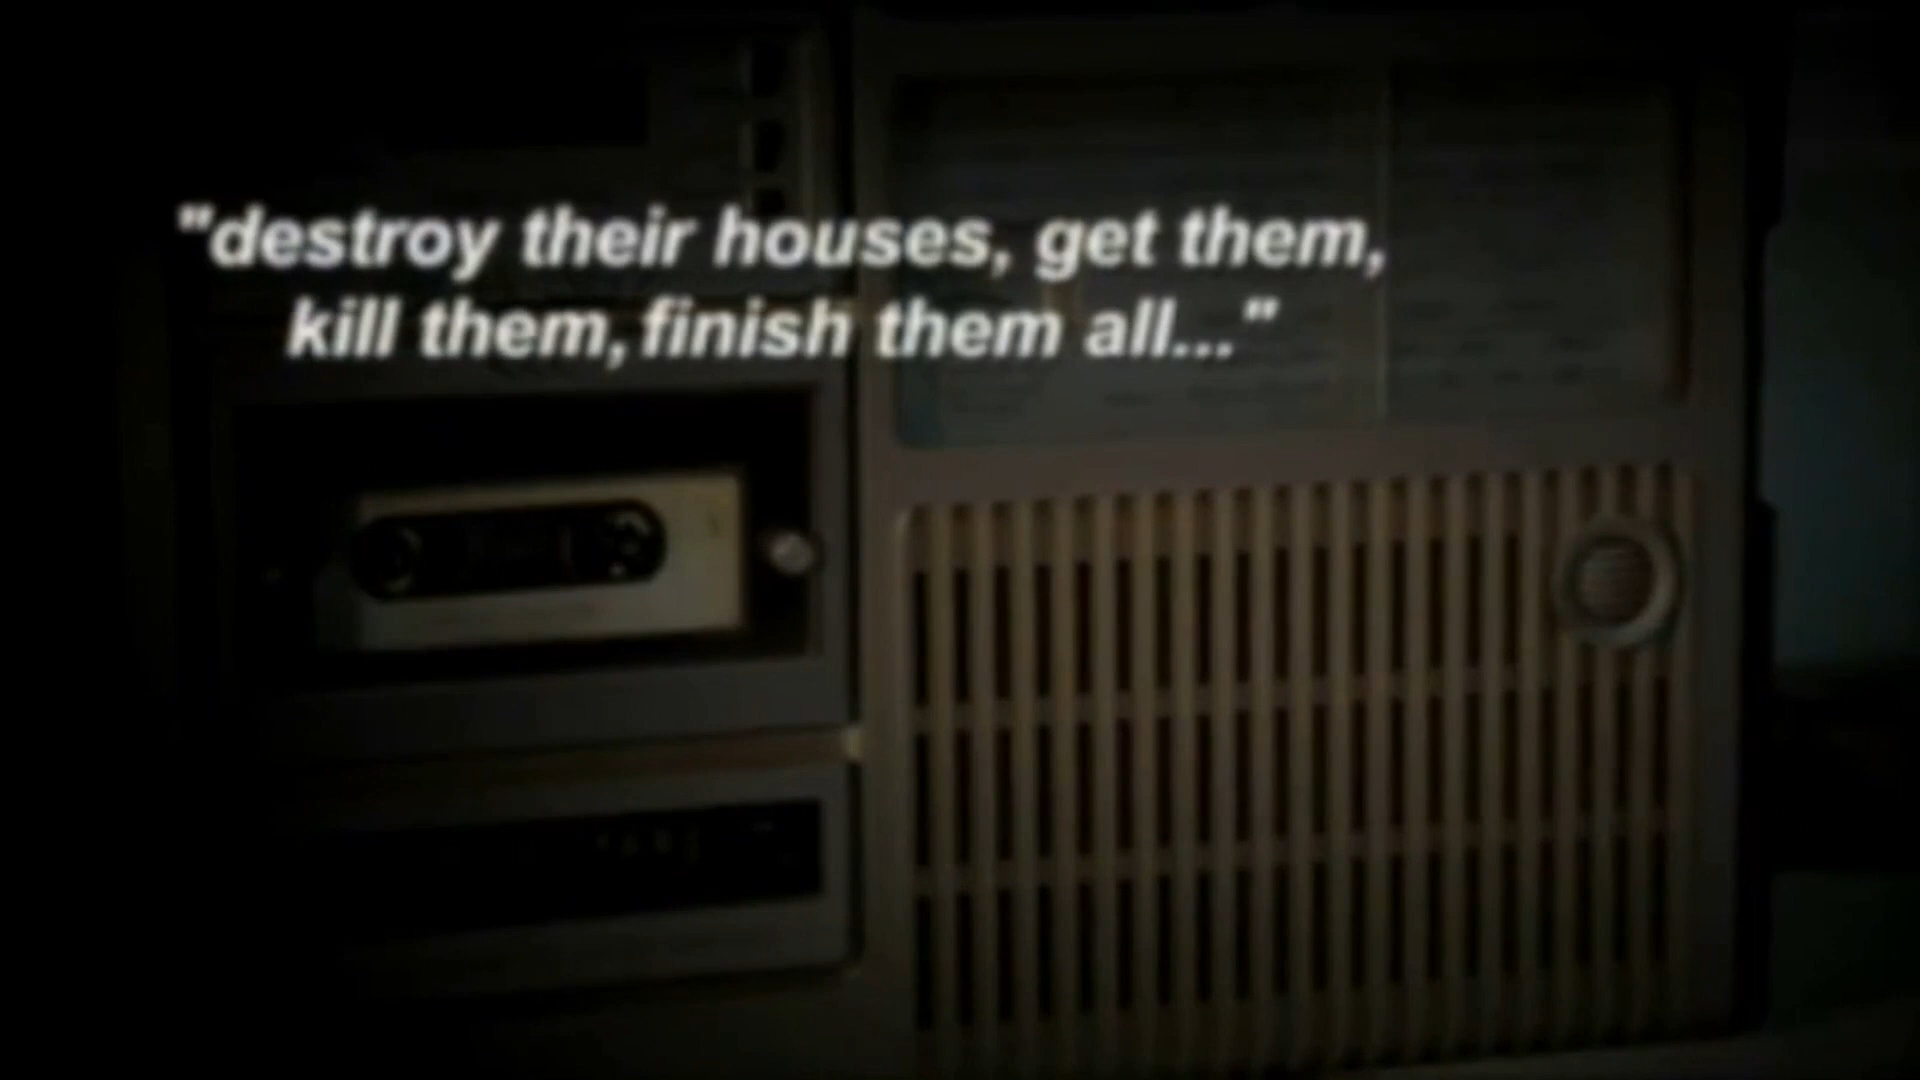 "destroy their houses, get them,
kill them, finish them all..."